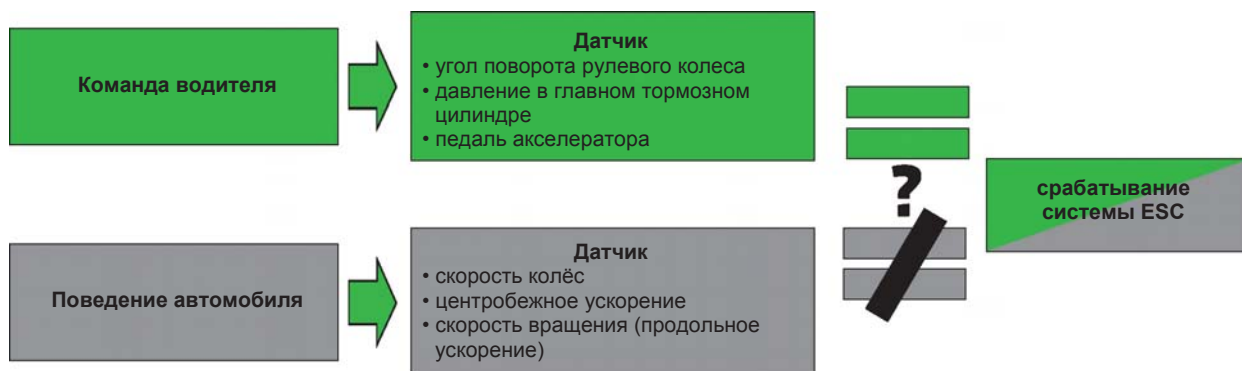 Команда водителя
Датчик
• угол поворота рулевого колеса
• давление в главном тормозном
цилиндре
• педаль акселератора
?
срабатывание
системы ESC
Поведение автомобиля
Датчик
• скорость колёс
• центробежное ускорение
• скорость вращения (продольное
ускорение)